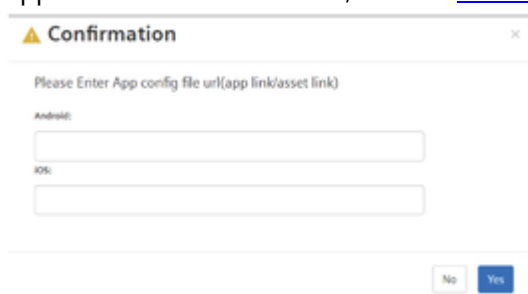 Confirmation
Please Enter App config file url(app link/asset link)
Android:
iOS:
No
Yes